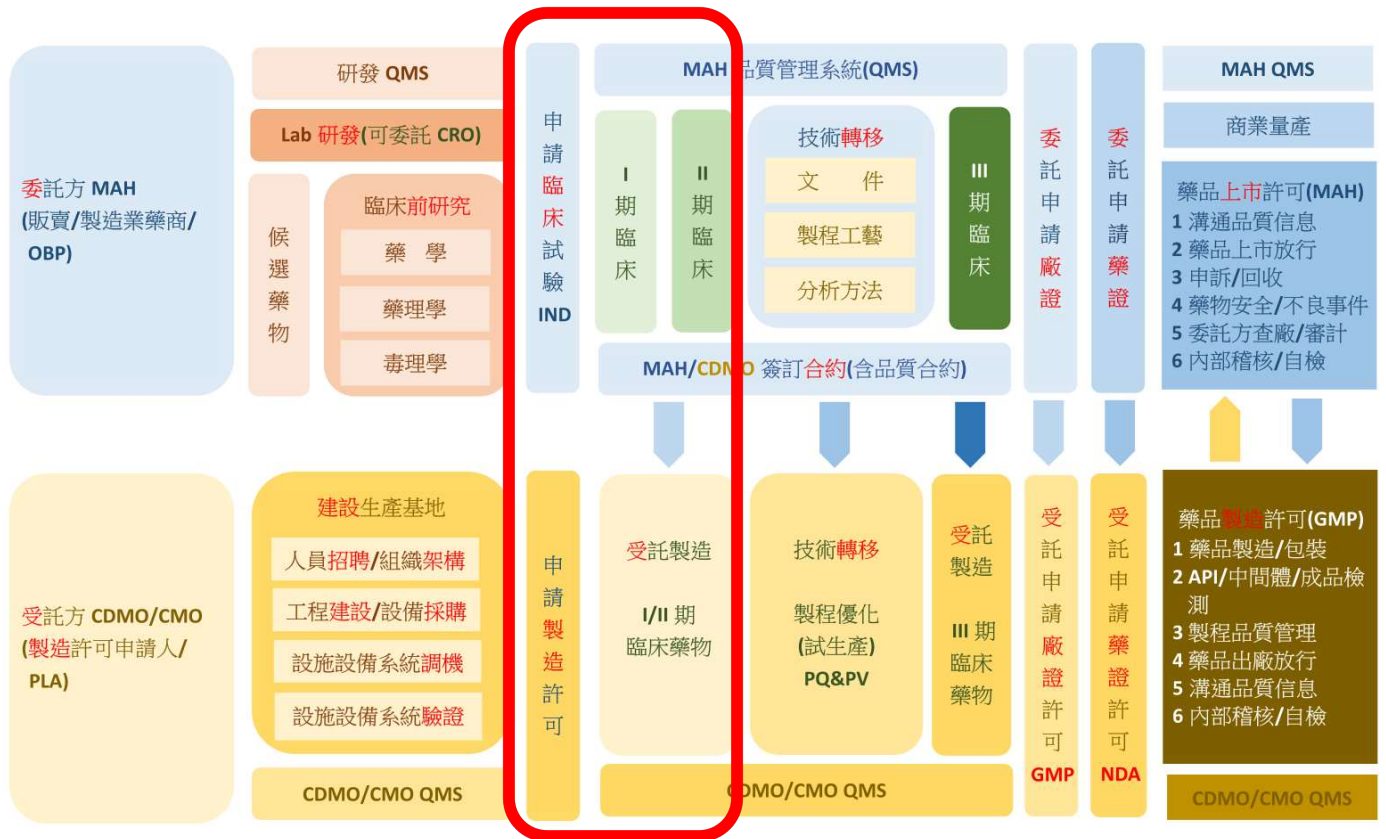 委託方 MAH
(販賣/製造業藥商/
OBP)
研發 QMS
Lab 研發(可委託 CRO)
候
選
藥
物
臨床前研究
藥 學
藥理學
毒理學
申
請
臨
床
試
驗
IND
MAH 品質管理系統(QMS)
I
期
臨
床
II
期
臨
床
技術轉移
文 件
製程工藝
分析方法
III
期
臨
床
MAH/CDMO 簽訂合約(含品質合約)
委
託
申
請
廠
證
委
託
申
請
藥
證
MAH QMS
商業量產
藥品上市許可(MAH)
1 溝通品質信息
2 藥品上市放行
3 申訴/回收
4 藥物安全/不良事件
5 委託方查廠/審計
6 內部稽核/自檢
受託方 CDMO/CMO
(製造許可申請人/
PLA)
建設生產基地
人員招聘/組織架構
工程建設/設備採購
設施設備系統調機
設施設備系統驗證
CDMO/CMO QMS
申
請
製
造
許
可
受託製造
I/II 期
臨床藥物
技術轉移
製程優化
(試生產)
PQ&PV
受託
製造
III 期
臨床
藥物
CDMO/CMO QMS
受
託
申
請
廠
證
許
可
GMP
受
託
申
請
藥
證
許
可
NDA
藥品製造許可(GMP)
1 藥品製造/包裝
2 API/中間體/成品檢
測
3 製程品質管理
4 藥品出廠放行
5 溝通品質信息
6 內部稽核/自檢
CDMO/CMO QMS